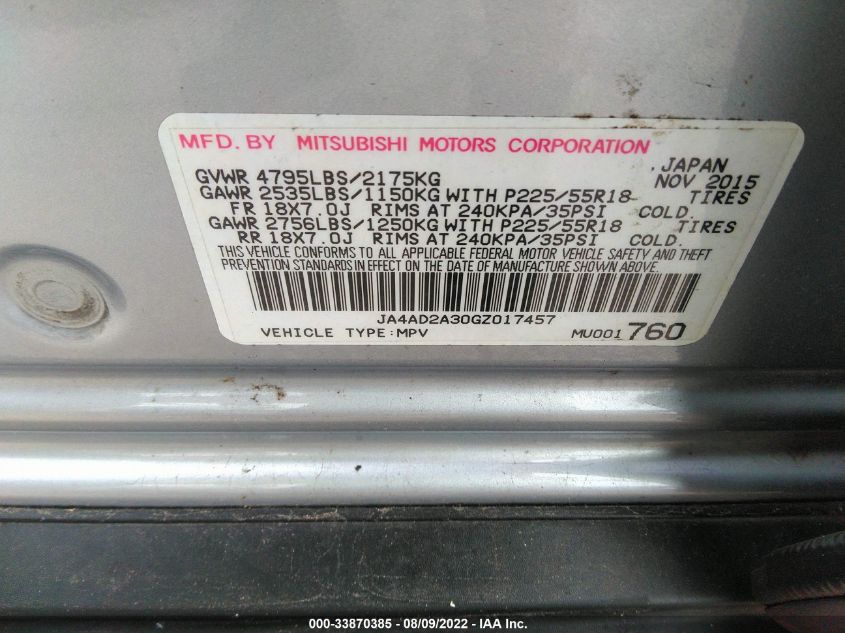 MFD. BY MITSUBISHI MOTORS CORPORATION
, JAPAN
GVWR 4795LBS/2175KG NOV 2015
GAWR 2535LBS/1150KG WITH P225/55R18 TIRES
FR 18X7.0J RIMS AT 240KPA/35PSI COLD.
GAWR 2756LBS/1250KG WITH P225/55R18 TIRES
RR 18X7.0J RIMS AT 240KPA/35PSI COLD.
THIS VEHICLE CONFORMS TO ALL APPLICABLE FEDERAL MOTOR VEHICLE SAFETY AND THEFT
PREVENTION STANDARDS IN EFFECT ON THE DATE OF MANUFACTURE SHOWN ABOVE.
JA4AD2A30GZ017457
VEHICLE TYPE:MPV MU001 760
000-33870385 - 08/09/2022 - IAA Inc.